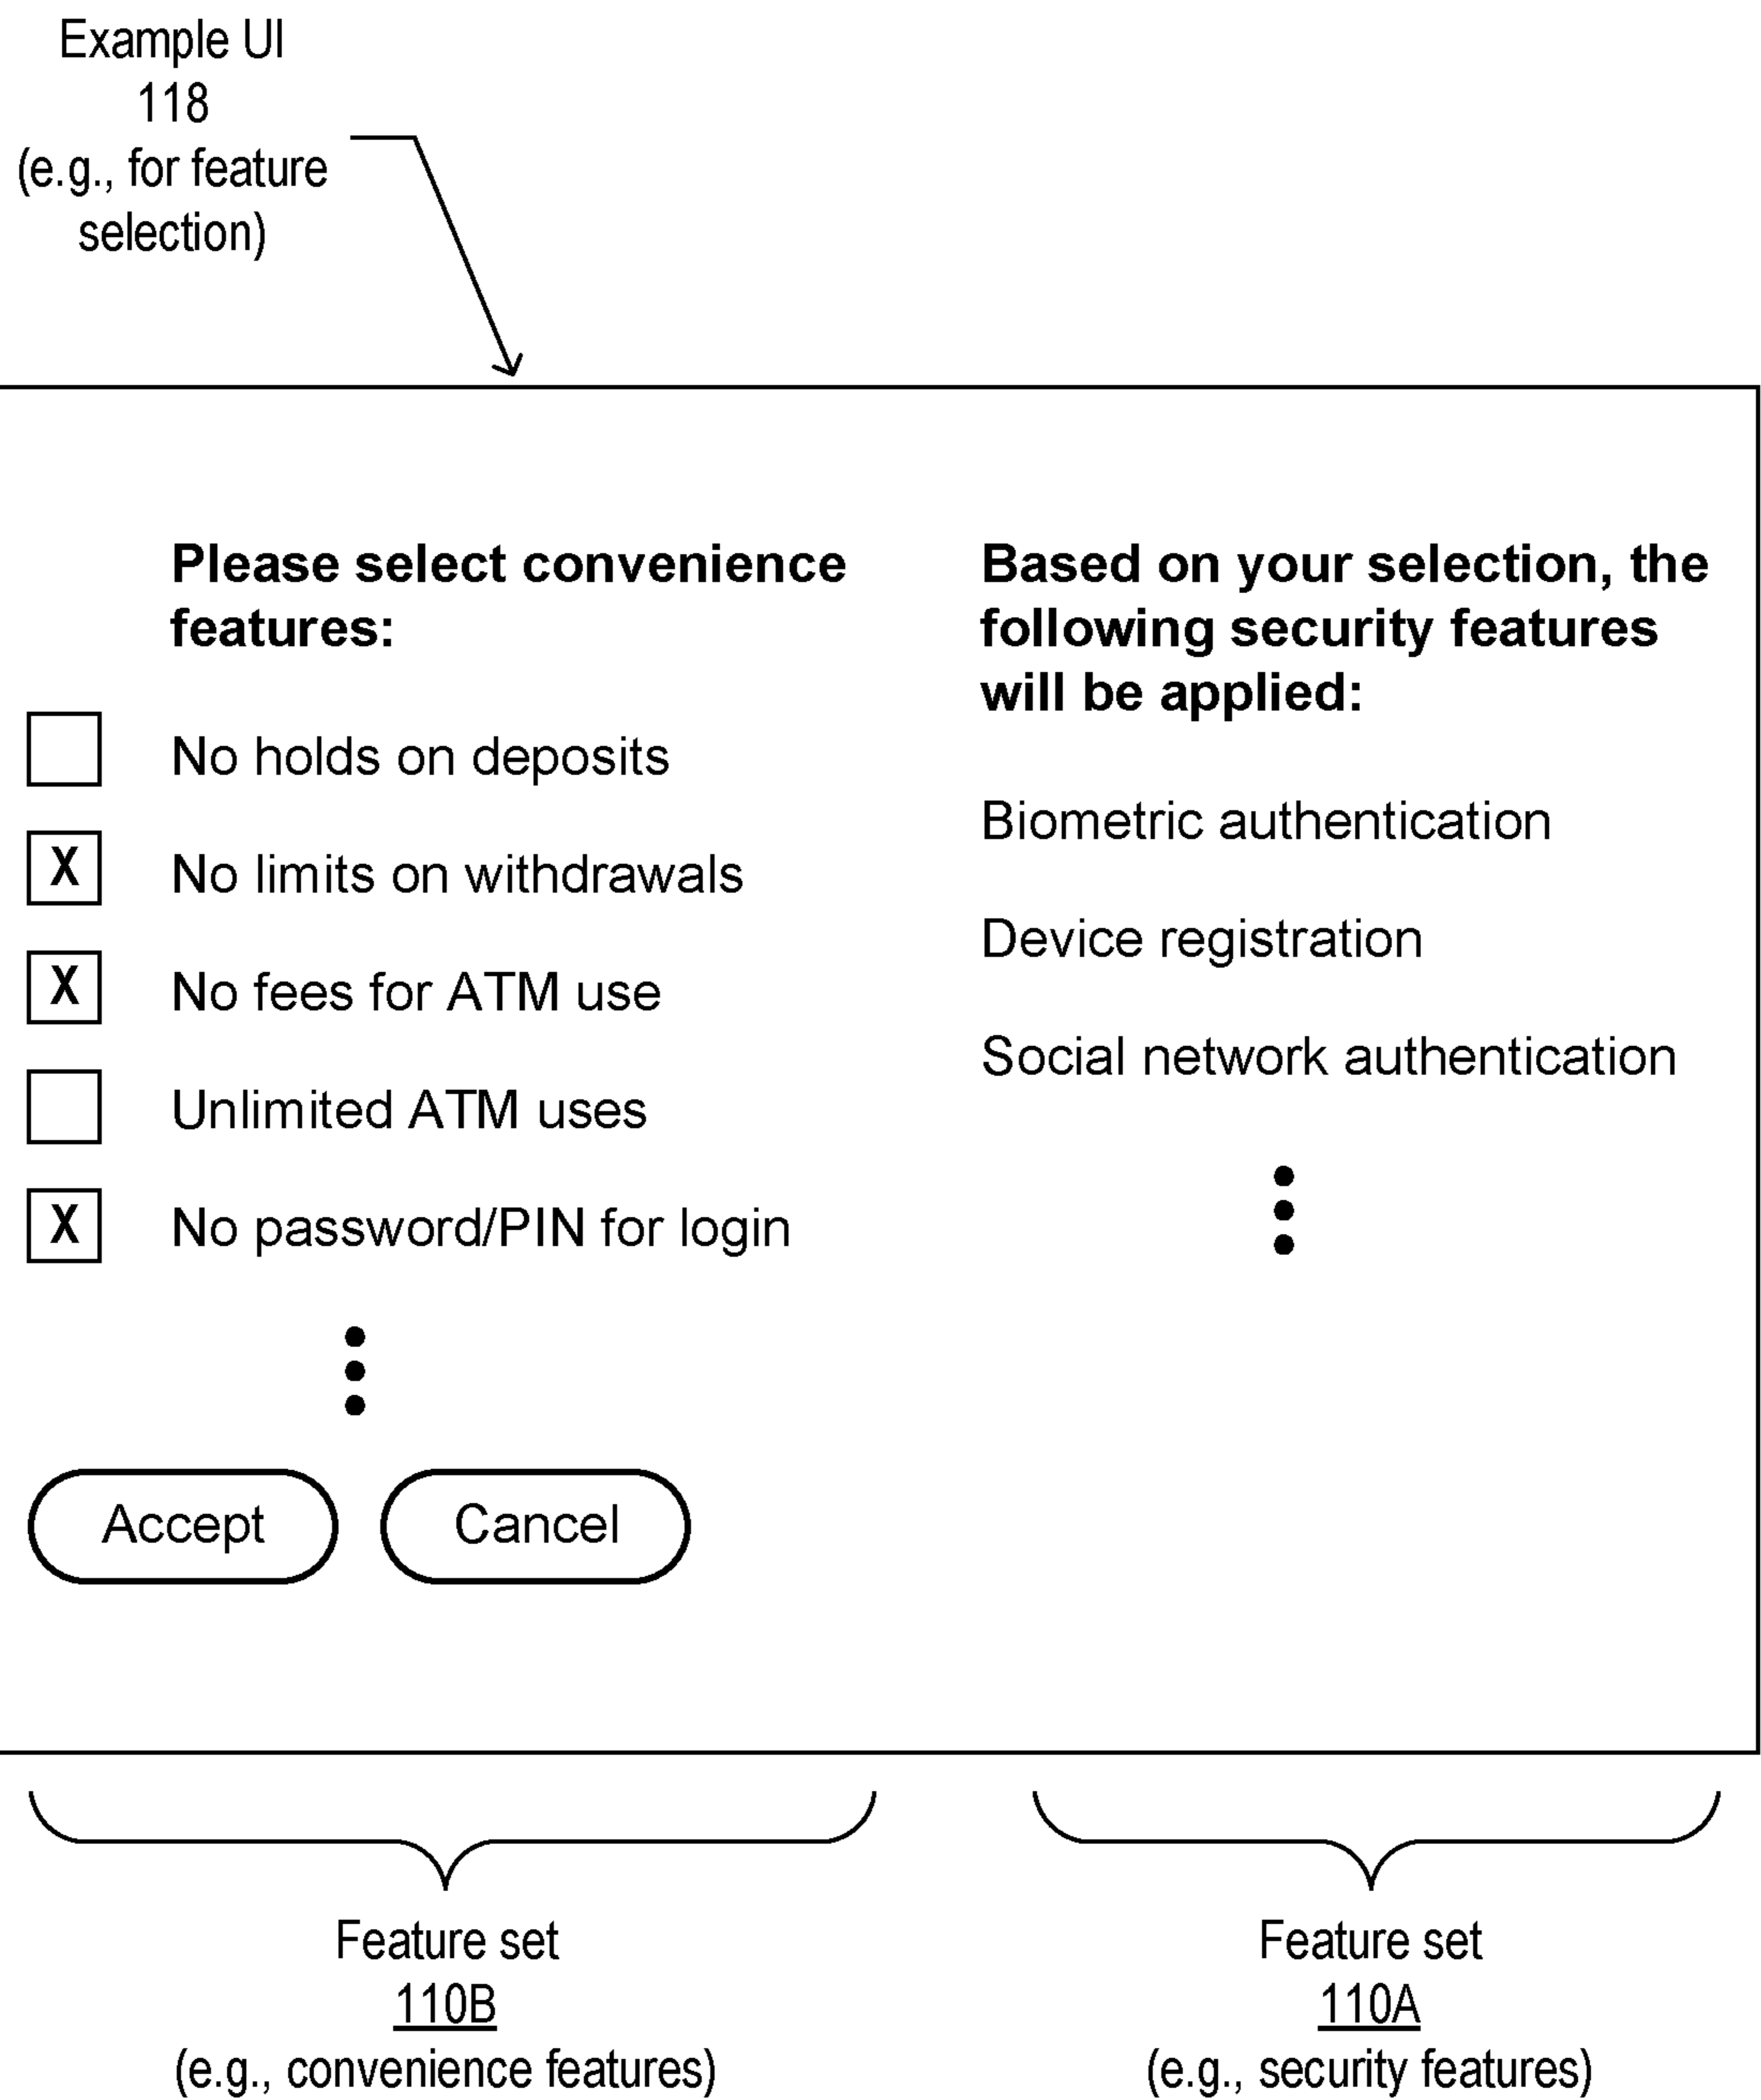 Example UI
118
(e.g., for feature
selection)
Please select convenience
features:
No holds on deposits
X No limits on withdrawals
X No fees for ATM use
Unlimited ATM uses
X No password/PIN for login
Accept Cancel
Based on your selection, the
following security features
will be applied:
Biometric authentication
Device registration
Social network authentication
Feature set
110B
(e.g., convenience features)
Feature set
110A
(e.g., security features)